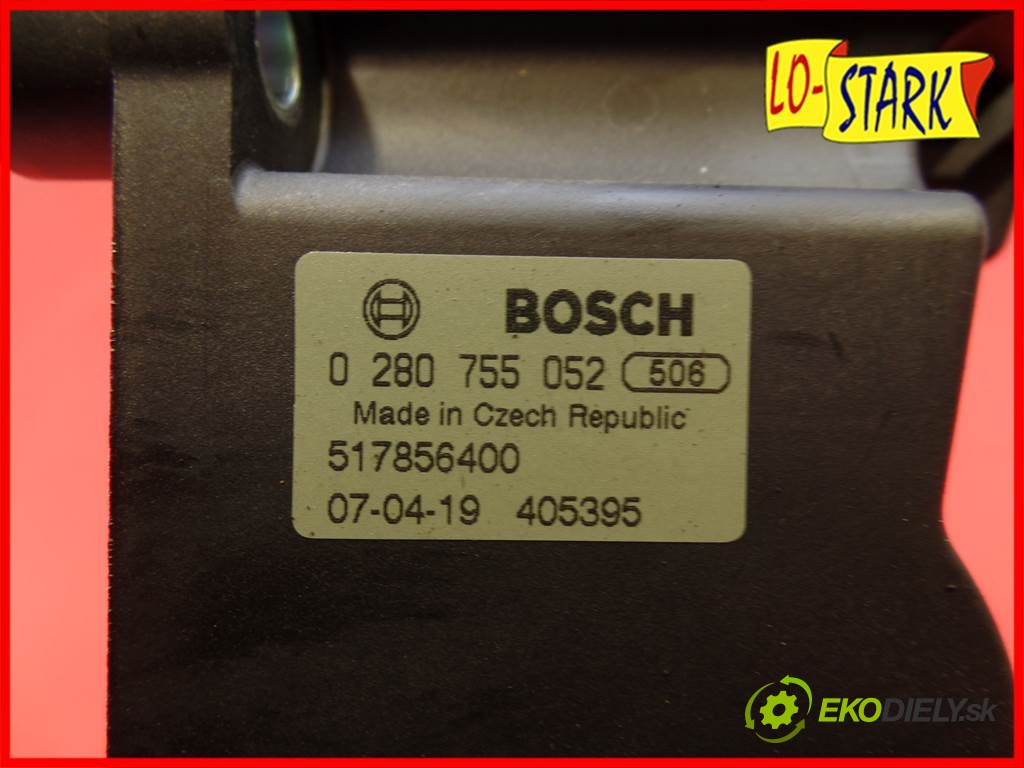 LO-STARK
BOSCH
0 280 755 052 506
Made in Czech Republic
517856400
07-04-19 405395
EKODIELY.sk